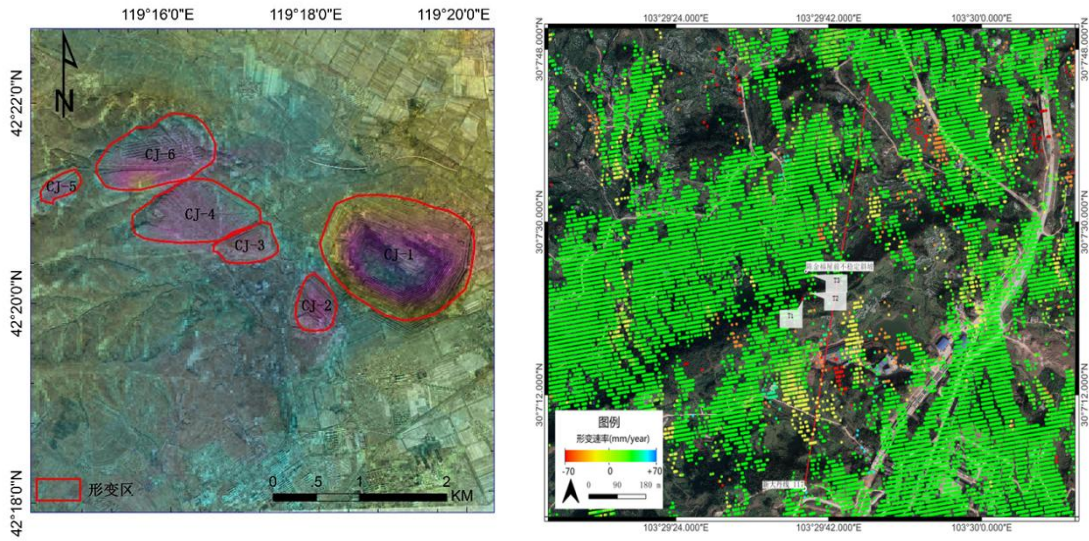 119°16'0"E
119°18'0"E
119°20'0"E
42°22'0"N
42°20'0"N
42°18'0"N
N
CJ-6
CJ-5
CJ-4
CJ-3
CJ-1
CJ-2
形变区
0 .5 1 2
KM
103°29'24.000"E
103°29'42.000"E
103°30'0.000"E
30°7'48.000"N
30°7'48.000"N
30°7'30.000"N
30°7'30.000"N
30°7'12.000"N
30°7'12.000"N
T3
T2
T1
图例
形变速率(mm/year)
-70 0 +70
0 90 180 m
103°29'24.000"E
103°29'42.000"E
103°30'0.000"E